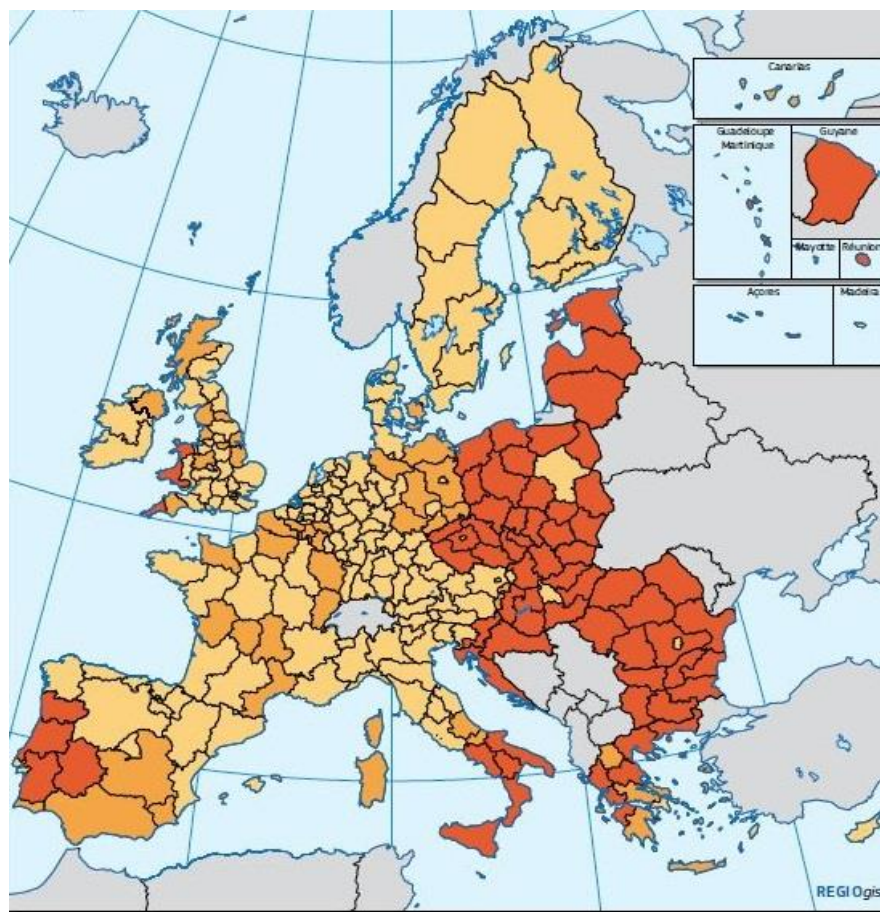 Canarias
Guadeloupe
Martinique
Guyane
Mayotte
Réunion
Açores
Madeira
REGIOgis